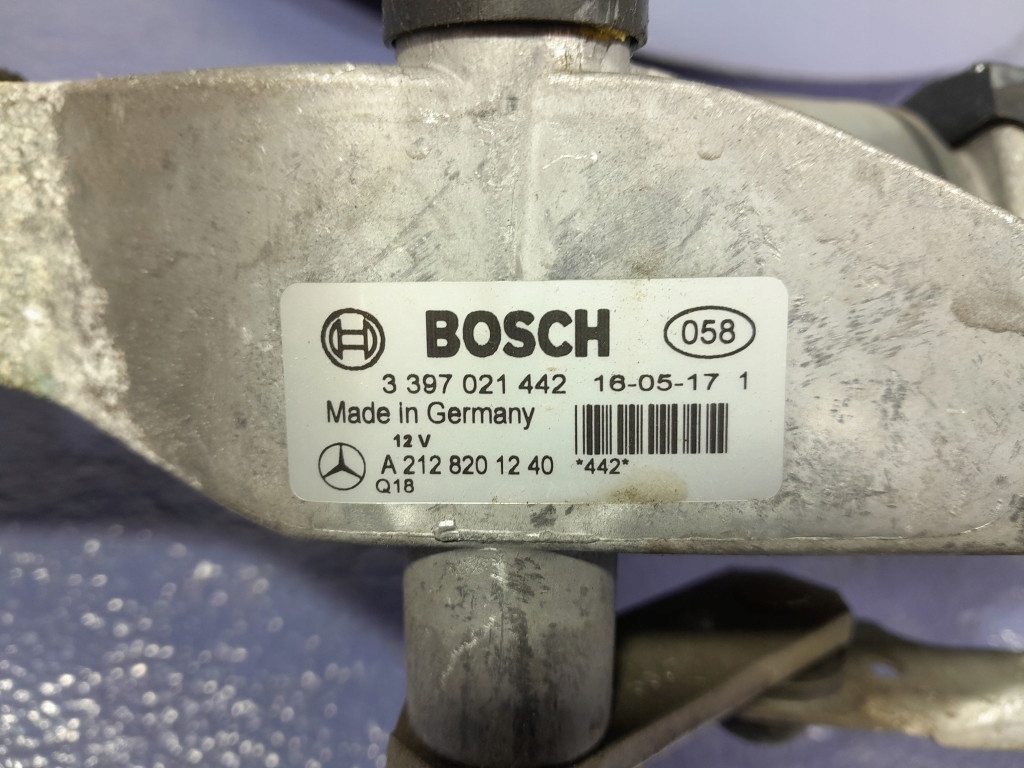 BOSCH 058
3 397 021 442 16-05-17 1
Made in Germany
12 V
A 212 820 12 40 *442*
Q18